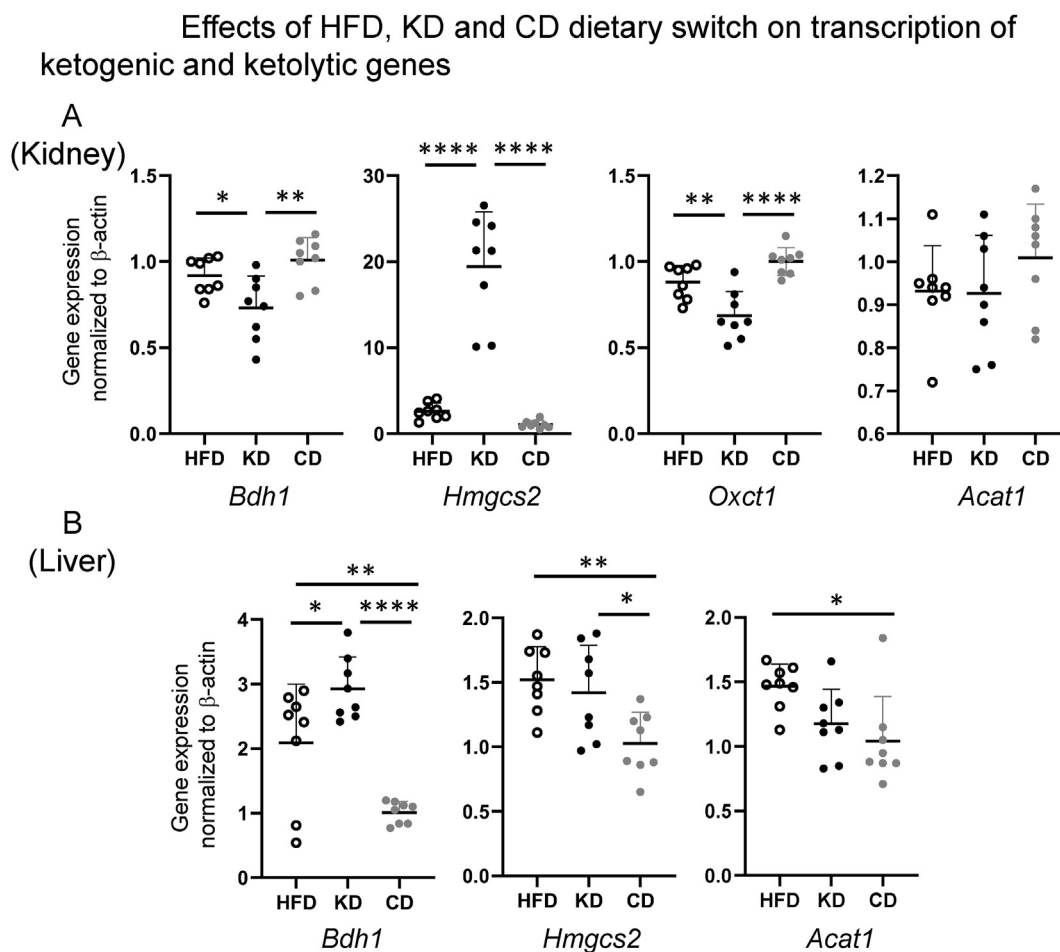 Effects of HFD, KD and CD dietary switch on transcription of
ketogenic and ketolytic genes
A
(Kidney)
Gene expression
normalized to β-actin
1.5
1.0
0.5
0.0
* **
HFD KD CD
Bdh1
30
20
10
0
**** ****
HFD KD CD
Hmgcs2
1.5
1.0
0.5
0.0
** ****
HFD KD CD
Oxct1
1.2
1.1
1.0
0.9
0.8
0.7
0.6
HFD KD CD
Acat1
B
(Liver)
Gene expression
normalized to β-actin
4
3
2
1
0
**
* ****
HFD KD CD
Bdh1
2.0
1.5
1.0
0.5
0.0
**
*
HFD KD CD
Hmgcs2
2.0
1.5
1.0
0.5
0.0
*
HFD KD CD
Acat1